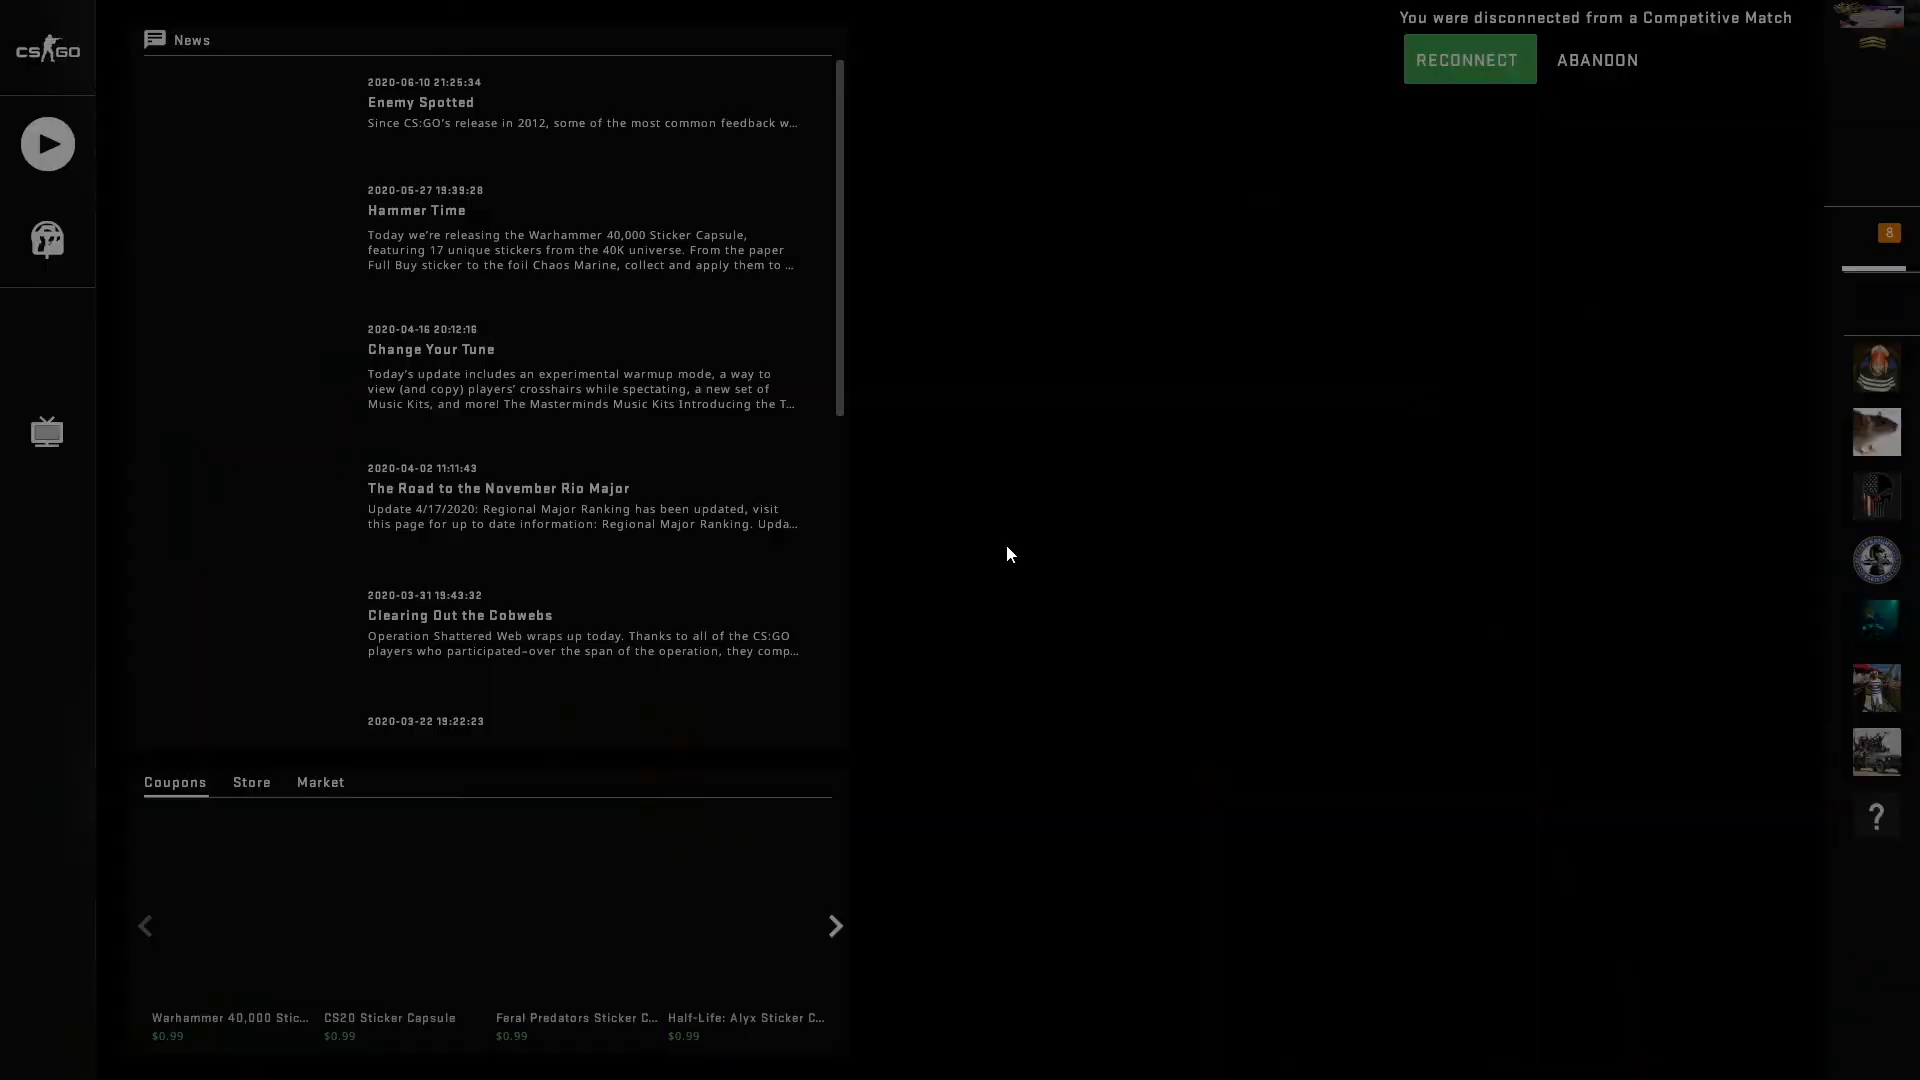 CS GO
News
2020-06-10 21:25:34
Enemy Spotted
Since CS:GO's release in 2012, some of the most common feedback w...
2020-05-27 19:39:28
Hammer Time
Today we're releasing the Warhammer 40,000 Sticker Capsule,
featuring 17 unique stickers from the 40K universe. From the paper
Full Buy sticker to the foil Chaos Marine, collect and apply them to ...
2020-04-16 20:12:16
Change Your Tune
Today's update includes an experimental warmup mode, a way to
view (and copy) players' crosshairs while spectating, a new set of
Music Kits, and more! The Masterminds Music Kits Introducing the T...
2020-04-02 11:11:43
The Road to the November Rio Major
Update 4/17/2020: Regional Major Ranking has been updated, visit
this page for up to date information: Regional Major Ranking. Upda...
2020-03-31 19:43:32
Clearing Out the Cobwebs
Operation Shattered Web wraps up today. Thanks to all of the CS:GO
players who participated–over the span of the operation, they comp...
2020-03-22 19:22:23
Coupons Store Market
Warhammer 40,000 Stic...
$0.99
CS20 Sticker Capsule
$0.99
Feral Predators Sticker C...
$0.99
Half-Life: Alyx Sticker C...
$0.99
You were disconnected from a Competitive Match
RECONNECT ABANDON
8
?